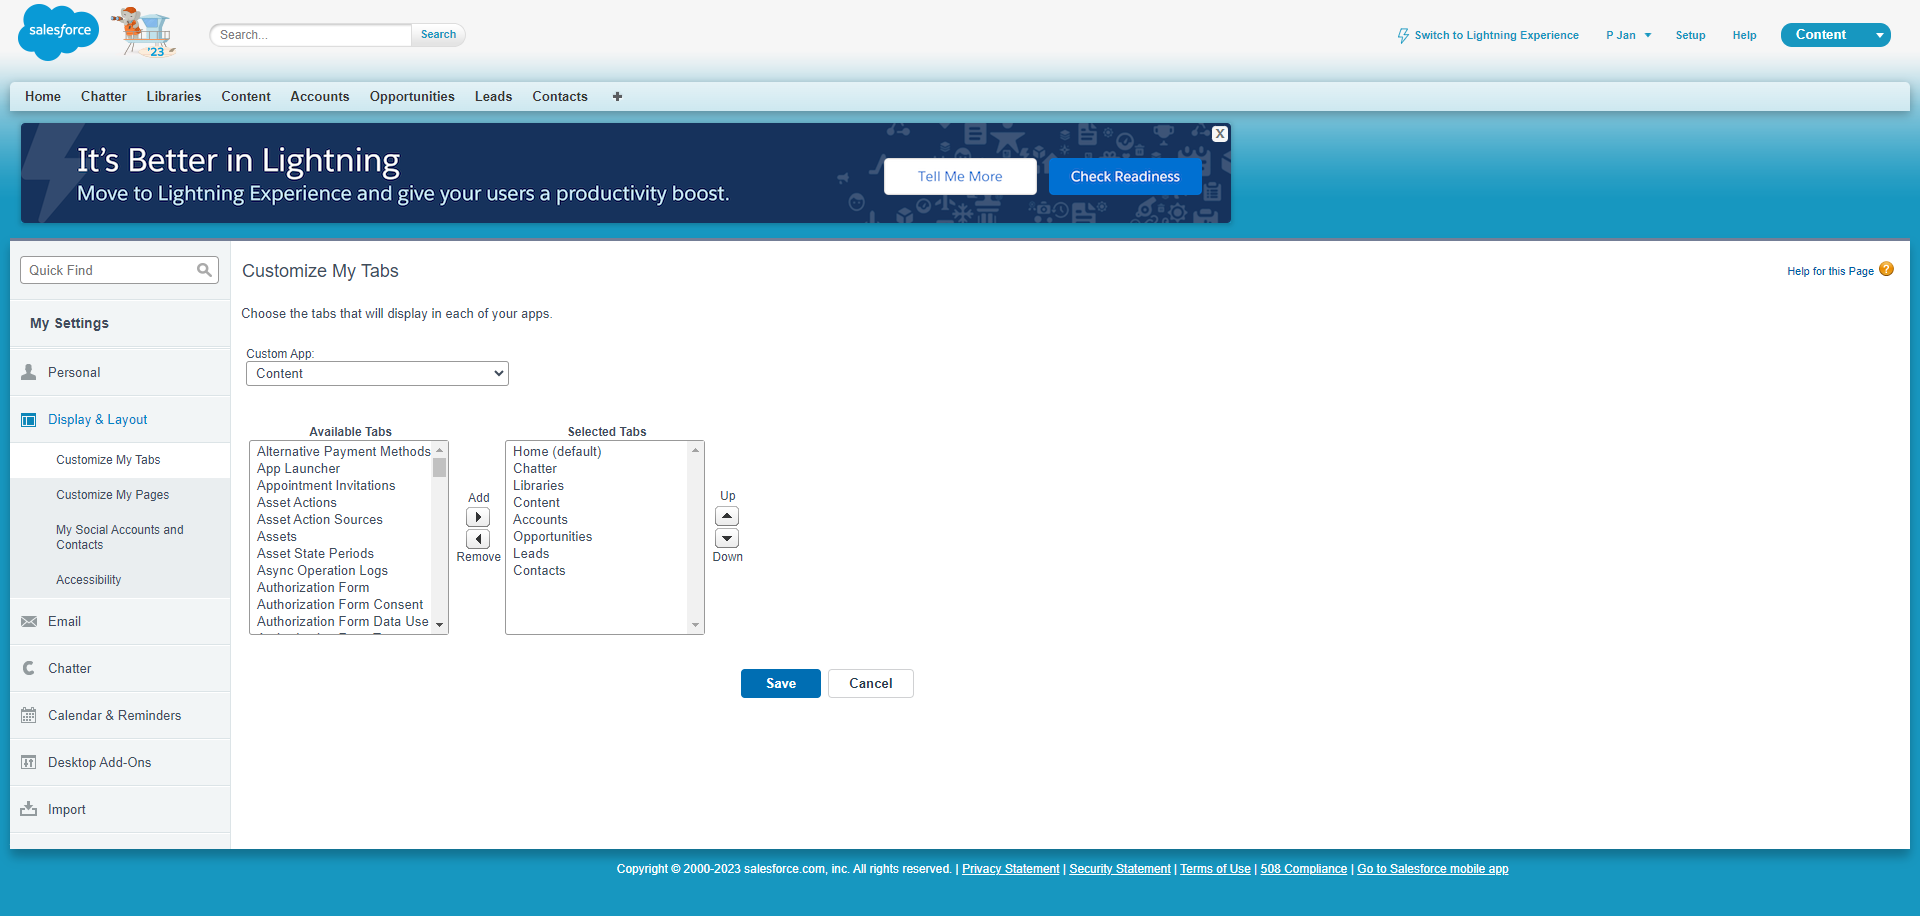 salesforce
'23
Search...
Search
Switch to Lightning Experience
P Jan
Setup
Help
Content
Home
Chatter
Libraries
Content
Accounts
Opportunities
Leads
Contacts
It's Better in Lightning
Move to Lightning Experience and give your users a productivity boost.
Tell Me More
Check Readiness
X
Quick Find
My Settings
Personal
Display & Layout
Customize My Tabs
Customize My Pages
My Social Accounts and
Contacts
Accessibility
Email
Chatter
Calendar & Reminders
Desktop Add-Ons
Import
Customize My Tabs
Help for this Page ?
Choose the tabs that will display in each of your apps.
Custom App:
Content
Available Tabs
Alternative Payment Methods
App Launcher
Appointment Invitations
Asset Actions
Asset Action Sources
Assets
Asset State Periods
Async Operation Logs
Authorization Form
Authorization Form Consent
Authorization Form Data Use
Add
Remove
Selected Tabs
Home (default)
Chatter
Libraries
Content
Accounts
Opportunities
Leads
Contacts
Up
Down
Save
Cancel
Copyright © 2000-2023 salesforce.com, inc. All rights reserved. | Privacy Statement | Security Statement | Terms of Use | 508 Compliance | Go to Salesforce mobile app